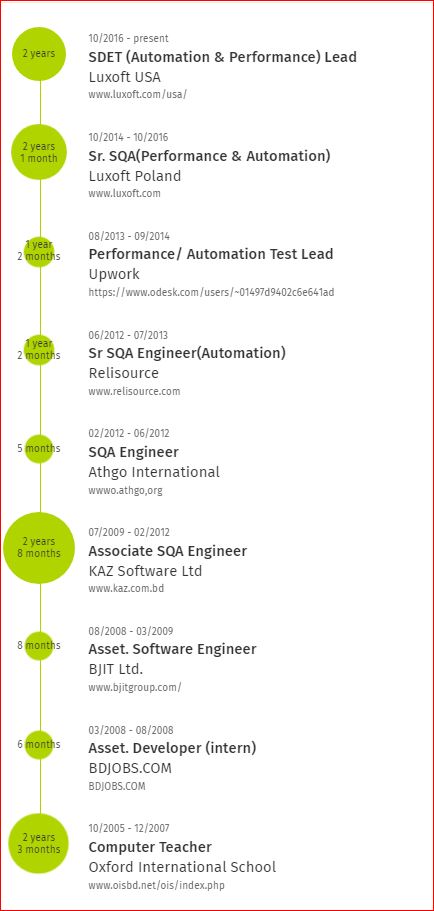 2 years
10/2016 - present
SDET (Automation & Performance) Lead
Luxoft USA
www.luxoft.com/usa/
2 years
1 month
10/2014 - 10/2016
Sr. SQA(Performance & Automation)
Luxoft Poland
www.luxoft.com
1 year
2 months
08/2013 - 09/2014
Performance/ Automation Test Lead
Upwork
https://www.odesk.com/users/~01497d9402c6e641ad
1 year
2 months
06/2012 - 07/2013
Sr SQA Engineer(Automation)
Relisource
www.relisource.com
5 months
02/2012 - 06/2012
SQA Engineer
Athgo International
wwwo.athgo,org
2 years
8 months
07/2009 - 02/2012
Associate SQA Engineer
KAZ Software Ltd
www.kaz.com.bd
8 months
08/2008 - 03/2009
Asset. Software Engineer
BJIT Ltd.
www.bjitgroup.com/
6 months
03/2008 - 08/2008
Asset. Developer (intern)
BDJOBS.COM
BDJOBS.COM
2 years
3 months
10/2005 - 12/2007
Computer Teacher
Oxford International School
www.oisbd.net/ois/index.php